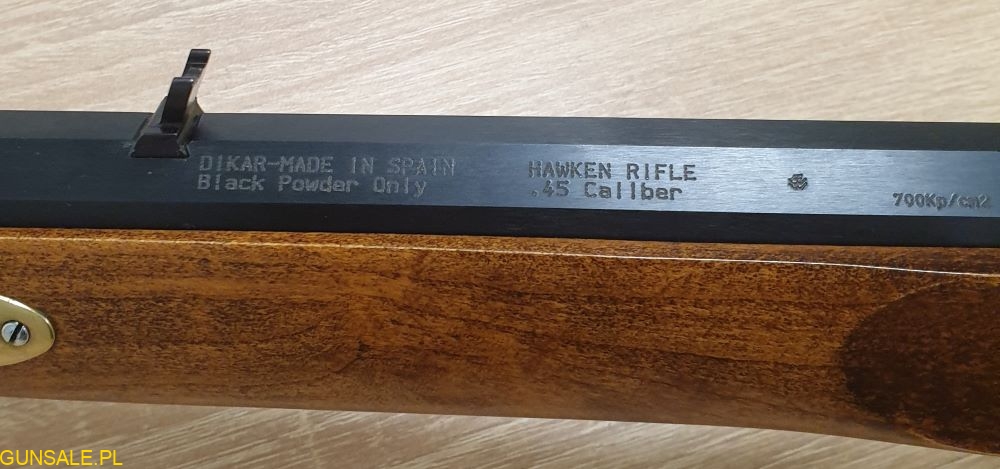 DIKAR-MADE IN SPAIN
Black Powder Only
HAWKEN RIFLE
.45 Caliber
700Kp/cm2
GUNSALE.PL